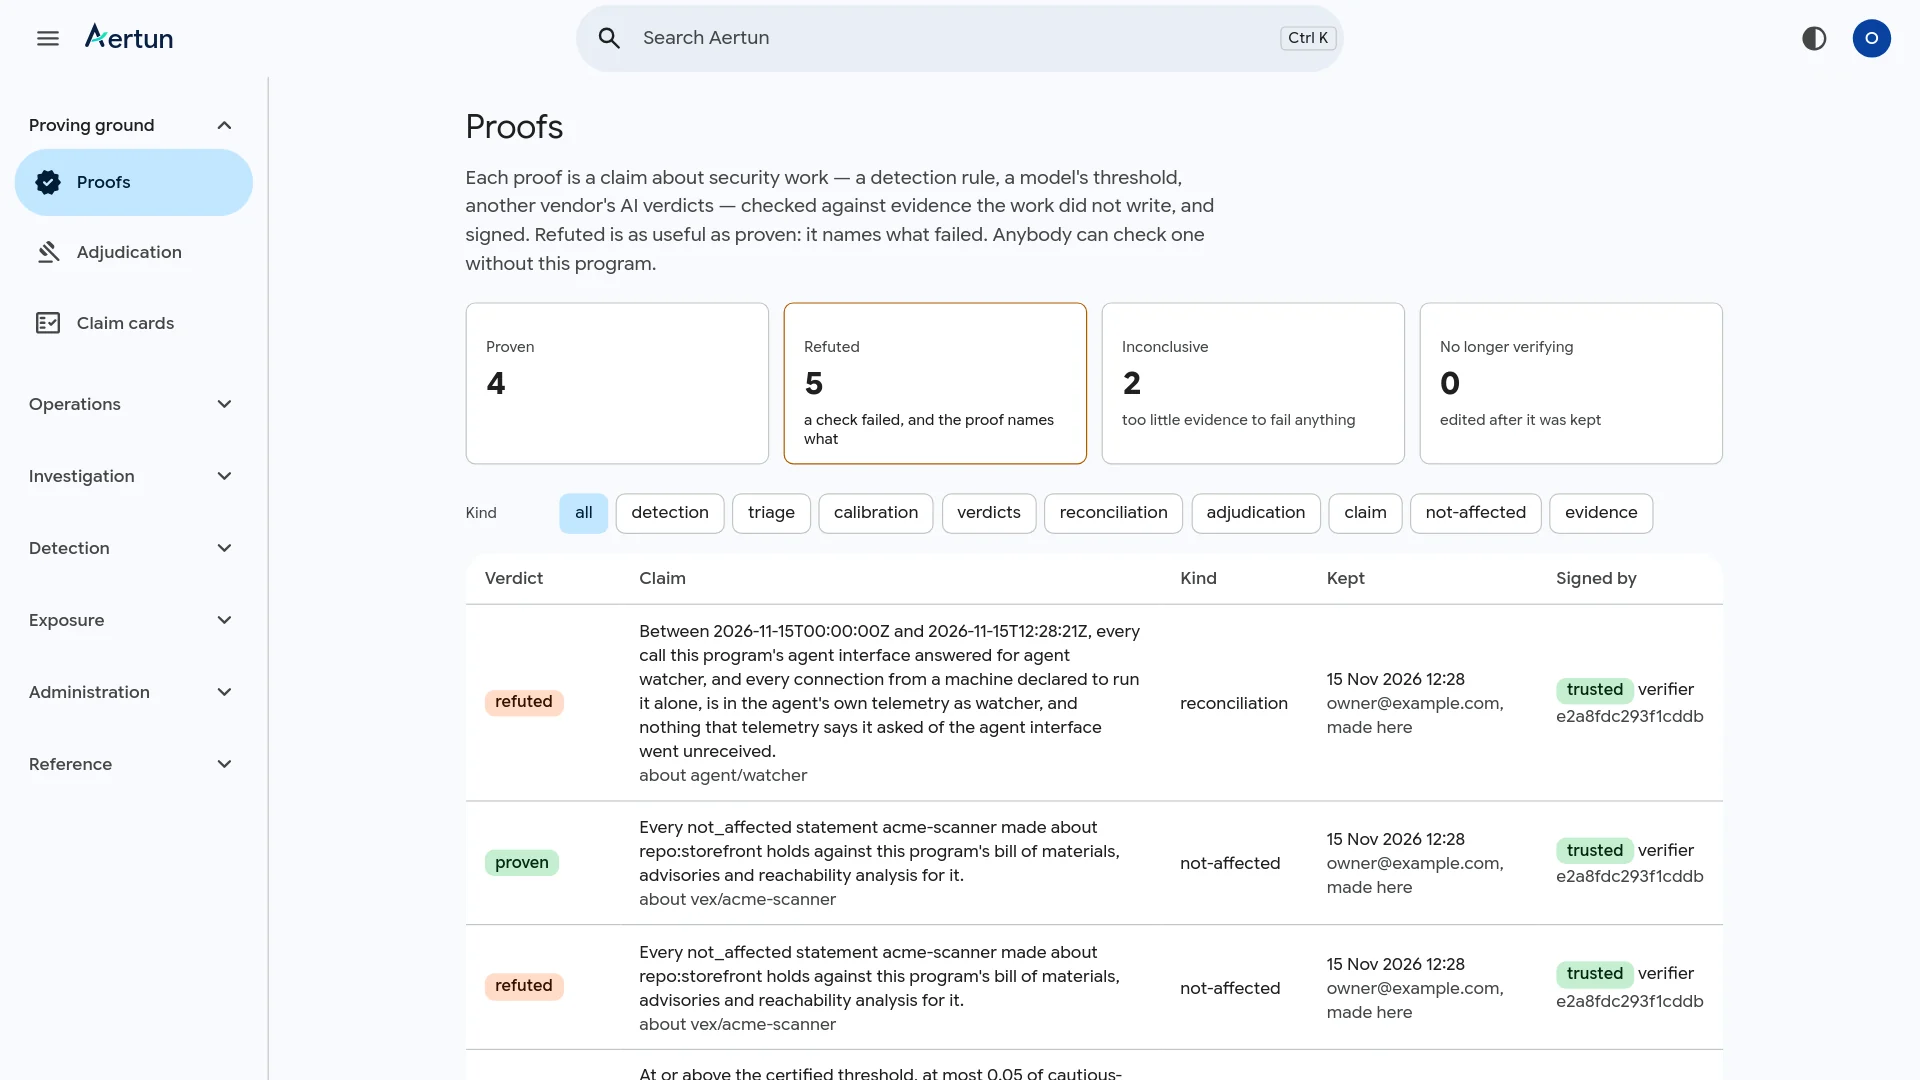 Aertun
Search Aertun
Ctrl K
O
Proving ground
Proofs
Adjudication
Claim cards
Operations
Investigation
Detection
Exposure
Administration
Reference
Proofs
Each proof is a claim about security work — a detection rule, a model's threshold,
another vendor's AI verdicts — checked against evidence the work did not write, and
signed. Refuted is as useful as proven: it names what failed. Anybody can check one
without this program.
Proven
4
Refuted
5
a check failed, and the proof names
what
Inconclusive
2
too little evidence to fail anything
No longer verifying
0
edited after it was kept
Kind all detection triage calibration verdicts reconciliation adjudication claim not-affected evidence
Verdict Claim Kind Kept Signed by
refuted
Between 2026-11-15T00:00:00Z and 2026-11-15T12:28:21Z, every
call this program's agent interface answered for agent
watcher, and every connection from a machine declared to run
it alone, is in the agent's own telemetry as watcher, and
nothing that telemetry says it asked of the agent interface
went unreceived.
about agent/watcher
reconciliation
15 Nov 2026 12:28
owner@example.com,
made here
trusted verifier
e2a8fdc293f1cddb
proven
Every not_affected statement acme-scanner made about
repo:storefront holds against this program's bill of materials,
advisories and reachability analysis for it.
about vex/acme-scanner
not-affected
15 Nov 2026 12:28
owner@example.com,
made here
trusted verifier
e2a8fdc293f1cddb
refuted
Every not_affected statement acme-scanner made about
repo:storefront holds against this program's bill of materials,
advisories and reachability analysis for it.
about vex/acme-scanner
not-affected
15 Nov 2026 12:28
owner@example.com,
made here
trusted verifier
e2a8fdc293f1cddb
At or above the certified threshold, at most 0.05 of cautious-